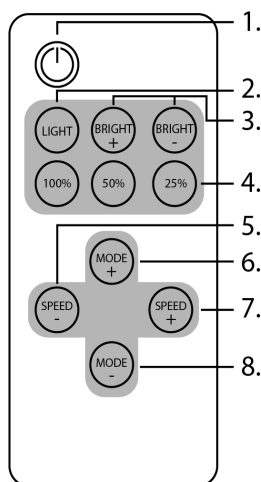 1.
2.
LIGHT BRIGHT + BRIGHT - 3.
100% 50% 25% 4.
5.
MODE + 6.
SPEED - SPEED + 7.
MODE - 8.